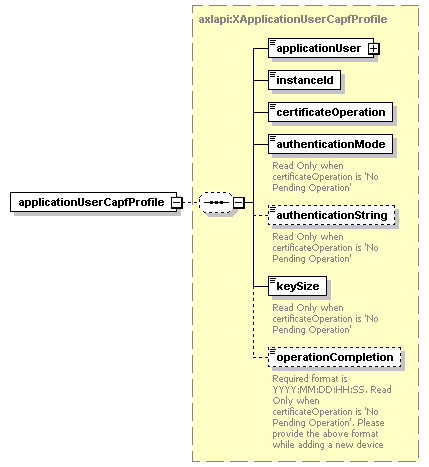 axlapi:XApplicationUserCapfProfile
applicationUser
instanceId
certificateOperation
authenticationMode
Read Only when
certificateOperation is 'No
Pending Operation'
applicationUserCapfProfile
authenticationString
Read Only when
certificateOperation is 'No
Pending Operation'
keySize
Read Only when
certificateOperation is 'No
Pending Operation'
operationCompletion
Required format is
YYYY:MM:DD:HH:SS. Read
Only when
certificateOperation is 'No
Pending Operation'. Please
provide the above format
while adding a new device